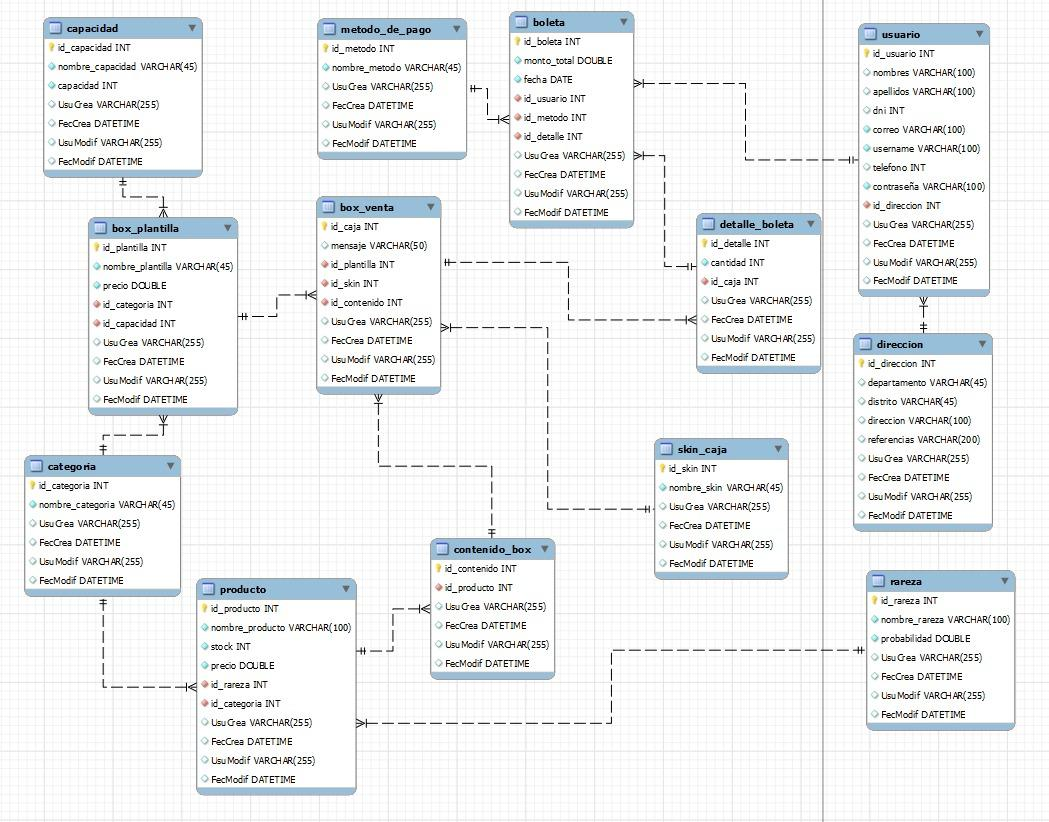 capacidad
id_capacidad INT
nombre_capacidad VARCHAR(45)
capacidad INT
UsuCrea VARCHAR(255)
FecCrea DATETIME
UsuModif VARCHAR(255)
FecModif DATETIME
metodo_de_pago
id_metodo INT
nombre_metodo VARCHAR(45)
UsuCrea VARCHAR(255)
FecCrea DATETIME
UsuModif VARCHAR(255)
FecModif DATETIME
boleta
id_boleta INT
monto_total DOUBLE
fecha DATE
id_usuario INT
id_metodo INT
id_detalle INT
UsuCrea VARCHAR(255)
FecCrea DATETIME
UsuModif VARCHAR(255)
FecModif DATETIME
usuario
id_usuario INT
nombres VARCHAR(100)
apellidos VARCHAR(100)
dni INT
correo VARCHAR(100)
username VARCHAR(100)
telefono INT
contraseña VARCHAR(100)
id_direccion INT
UsuCrea VARCHAR(255)
FecCrea DATETIME
UsuModif VARCHAR(255)
FecModif DATETIME
box_plantilla
id_plantilla INT
nombre_plantilla VARCHAR(45)
precio DOUBLE
id_categoria INT
id_capacidad INT
UsuCrea VARCHAR(255)
FecCrea DATETIME
UsuModif VARCHAR(255)
FecModif DATETIME
box_venta
id_caja INT
mensaje VARCHAR(50)
id_plantilla INT
id_skin INT
id_contenido INT
UsuCrea VARCHAR(255)
FecCrea DATETIME
UsuModif VARCHAR(255)
FecModif DATETIME
detalle_boleta
id_detalle INT
cantidad INT
id_caja INT
UsuCrea VARCHAR(255)
FecCrea DATETIME
UsuModif VARCHAR(255)
FecModif DATETIME
direccion
id_direccion INT
departamento VARCHAR(45)
distrito VARCHAR(45)
direccion VARCHAR(100)
referencias VARCHAR(200)
UsuCrea VARCHAR(255)
FecCrea DATETIME
UsuModif VARCHAR(255)
FecModif DATETIME
categoria
id_categoria INT
nombre_categoria VARCHAR(45)
UsuCrea VARCHAR(255)
FecCrea DATETIME
UsuModif VARCHAR(255)
FecModif DATETIME
skin_caja
id_skin INT
nombre_skin VARCHAR(45)
UsuCrea VARCHAR(255)
FecCrea DATETIME
UsuModif VARCHAR(255)
FecModif DATETIME
contenido_box
id_contenido INT
id_producto INT
UsuCrea VARCHAR(255)
FecCrea DATETIME
UsuModif VARCHAR(255)
FecModif DATETIME
producto
id_producto INT
nombre_producto VARCHAR(100)
stock INT
precio DOUBLE
id_rareza INT
id_categoria INT
UsuCrea VARCHAR(255)
FecCrea DATETIME
UsuModif VARCHAR(255)
FecModif DATETIME
rareza
id_rareza INT
nombre_rareza VARCHAR(100)
probabilidad DOUBLE
UsuCrea VARCHAR(255)
FecCrea DATETIME
UsuModif VARCHAR(255)
FecModif DATETIME